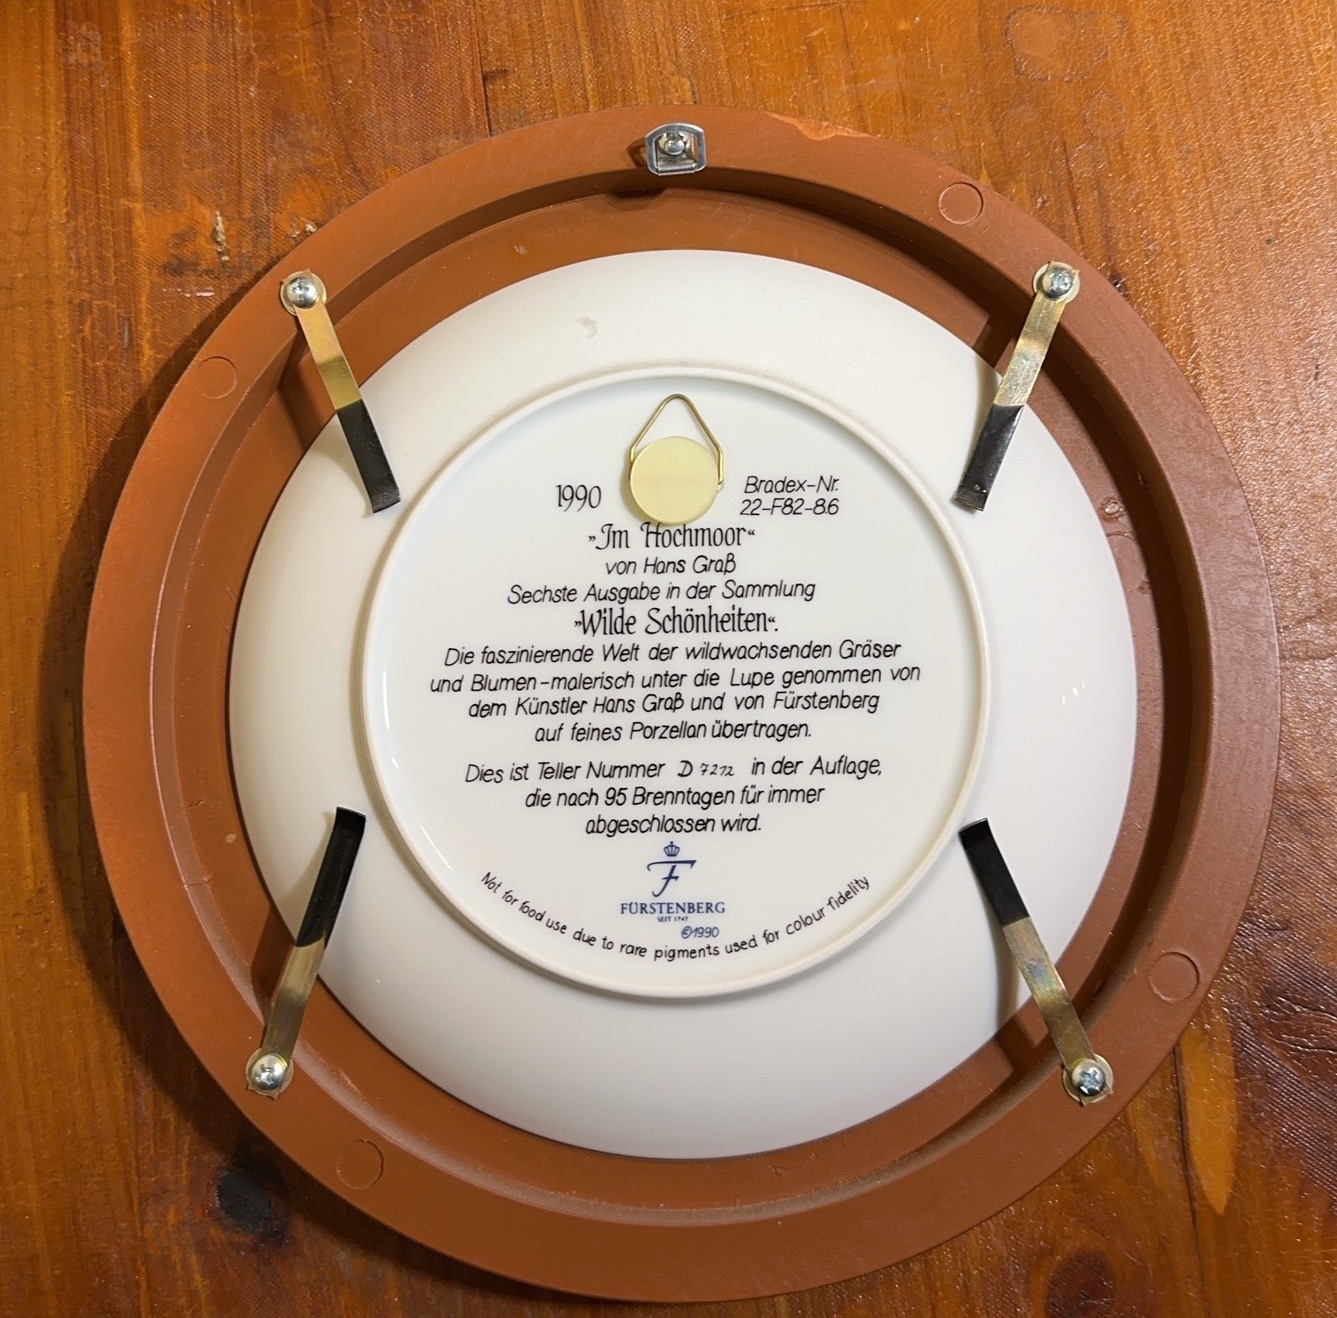 1990
Bradex-Nr.
22-F82-8.6
„Im Hochmoor“
von Hans Graß
Sechste Ausgabe in der Sammlung
„Wilde Schönheiten“.
Die faszinierende Welt der wildwachsenden Gräser
und Blumen-malerisch unter die Lupe genommen von
dem Künstler Hans Graß und von Fürstenberg
auf feines Porzellan übertragen.
Dies ist Teller Nummer D 7212 in der Auflage,
die nach 95 Brenntagen für immer
abgeschlossen wird.
F
FÜRSTENBERG
SEIT 1747
©1990
Not for food use due to rare pigments used for colour fidelity